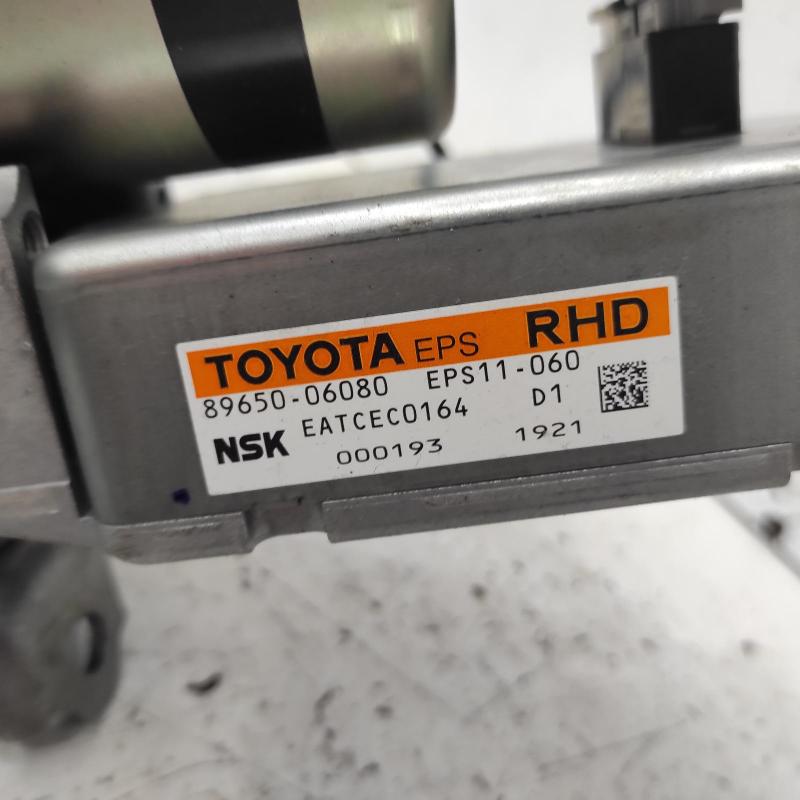 TOYOTA EPS RHD
89650-06080 EPS11-060
NSK EATCEC0164 D1
000193 1921